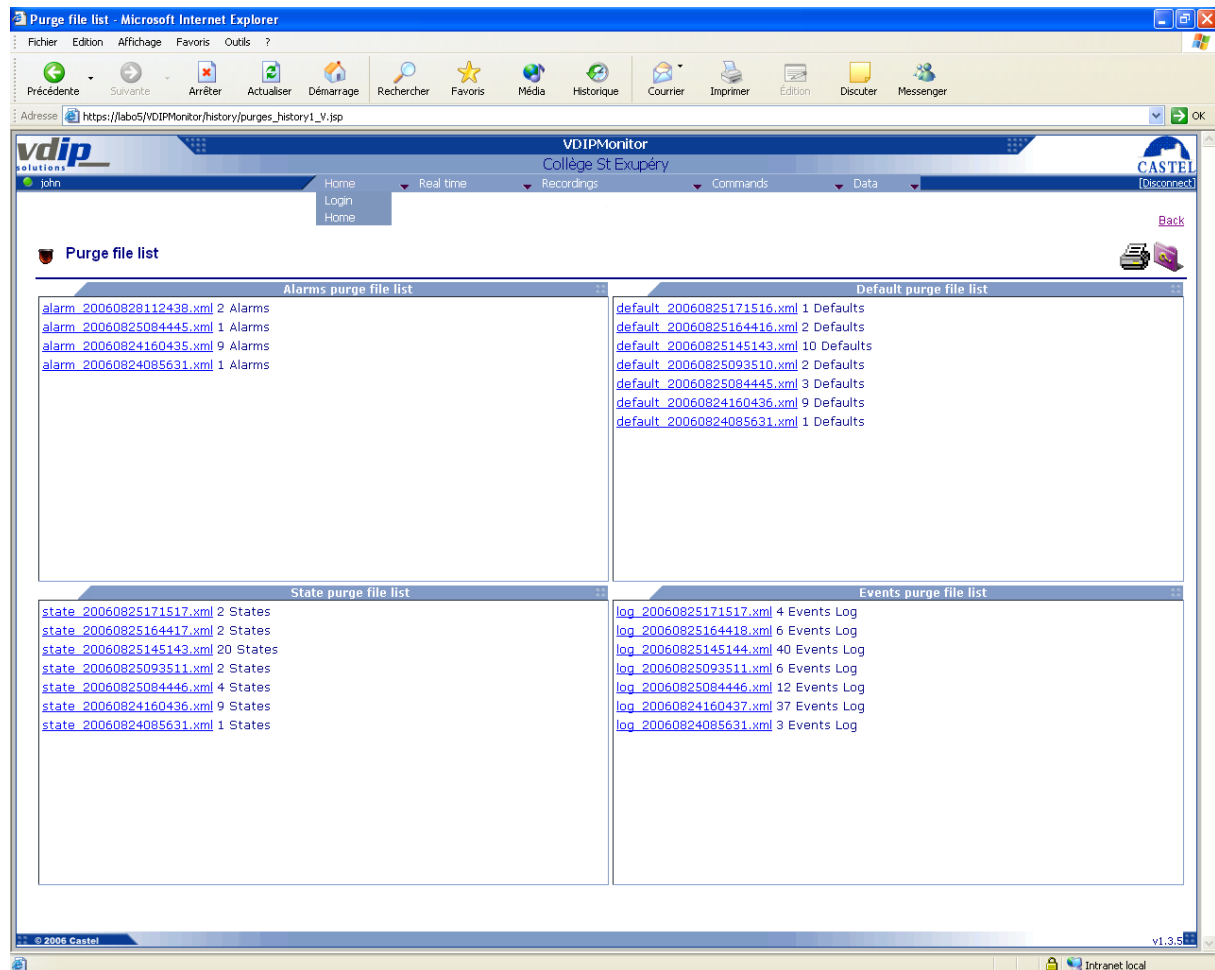 Purge file list - Microsoft Internet Explorer
Fichier Edition Affichage Favoris Outils ?
Précédente Suivante Arrêter Actualiser Démarrage Rechercher Favoris Média Historique Courrier Imprimer Édition Discuter Messenger
Adresse https://labo5/VDIPMonitor/history/purges_history1_V.jsp OK
vdip solutions
VDIPMonitor
Collège St Exupéry
CASTEL
john Home Real time Recordings Commands Data [Disconnect]
Login
Home
Back
Purge file list
Alarms purge file list
alarm_20060828112438.xml 2 Alarms
alarm_20060825084445.xml 1 Alarms
alarm_20060824160435.xml 9 Alarms
alarm_20060824085631.xml 1 Alarms
Default purge file list
default_20060825171516.xml 1 Defaults
default_20060825164416.xml 2 Defaults
default_20060825145143.xml 10 Defaults
default_20060825093510.xml 2 Defaults
default_20060825084445.xml 3 Defaults
default_20060824160436.xml 9 Defaults
default_20060824085631.xml 1 Defaults
State purge file list
state_20060825171517.xml 2 States
state_20060825164417.xml 2 States
state_20060825145143.xml 20 States
state_20060825093511.xml 2 States
state_20060825084446.xml 4 States
state_20060824160436.xml 9 States
state_20060824085631.xml 1 States
Events purge file list
log_20060825171517.xml 4 Events Log
log_20060825164418.xml 6 Events Log
log_20060825145144.xml 40 Events Log
log_20060825093511.xml 6 Events Log
log_20060825084446.xml 12 Events Log
log_20060824160437.xml 37 Events Log
log_20060824085631.xml 3 Events Log
© 2006 Castel
v1.3.5
Intranet local